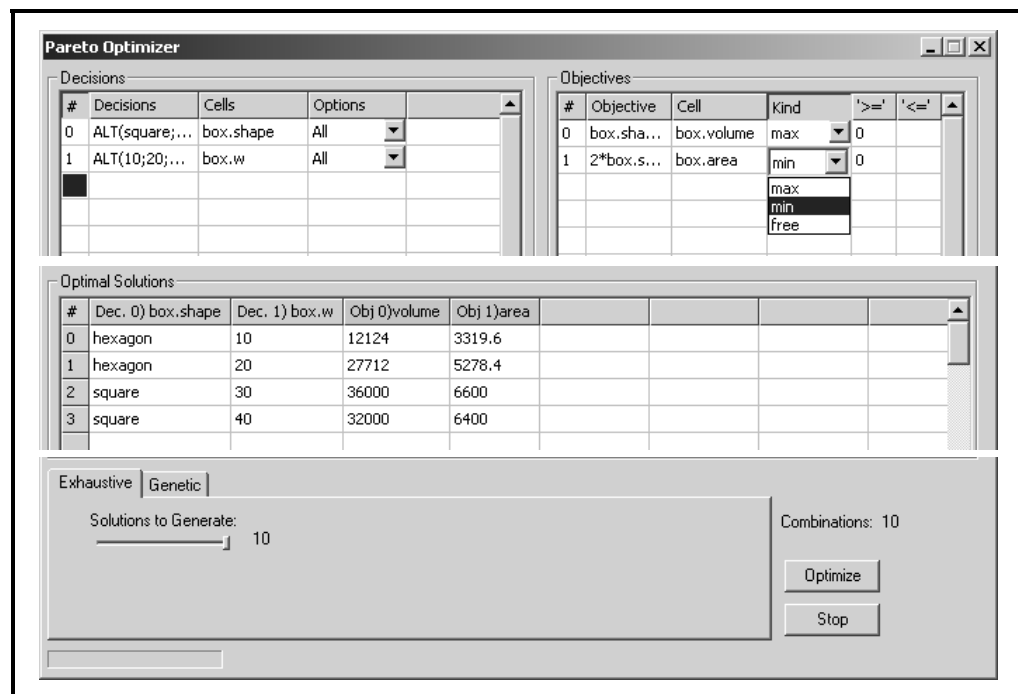 Pareto Optimizer
Decisions
# Decisions Cells Options
0 ALT(square;... box.shape All
1 ALT(10;20;... box.w All
Objectives
# Objective Cell Kind '>=' '<='
0 box.sha... box.volume max 0
1 2*box.s... box.area min 0
max
min
free
Optimal Solutions
# Dec. 0) box.shape Dec. 1) box.w Obj 0)volume Obj 1)area
0 hexagon 10 12124 3319.6
1 hexagon 20 27712 5278.4
2 square 30 36000 6600
3 square 40 32000 6400
Exhaustive Genetic
Solutions to Generate:
10
Combinations: 10
Optimize
Stop